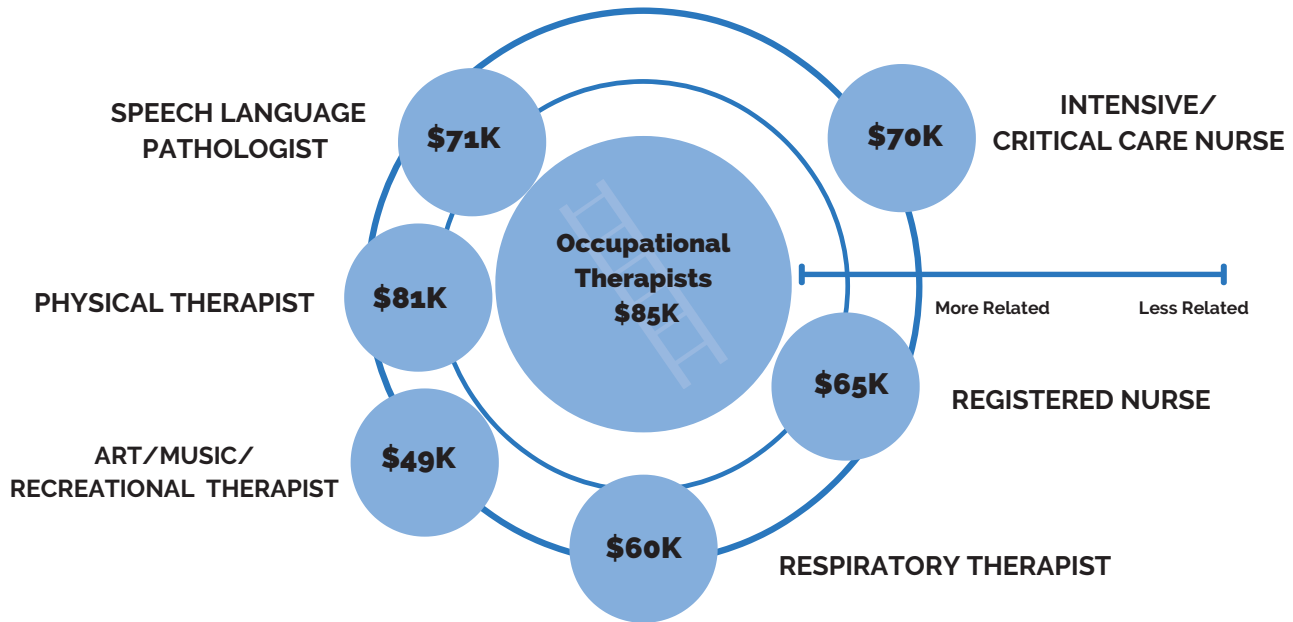 SPEECH LANGUAGE
PATHOLOGIST
$71K
$70K
INTENSIVE/
CRITICAL CARE NURSE
Occupational
Therapists
$85K
PHYSICAL THERAPIST
$81K
More Related
Less Related
$65K
REGISTERED NURSE
ART/MUSIC/
RECREATIONAL THERAPIST
$49K
$60K
RESPIRATORY THERAPIST